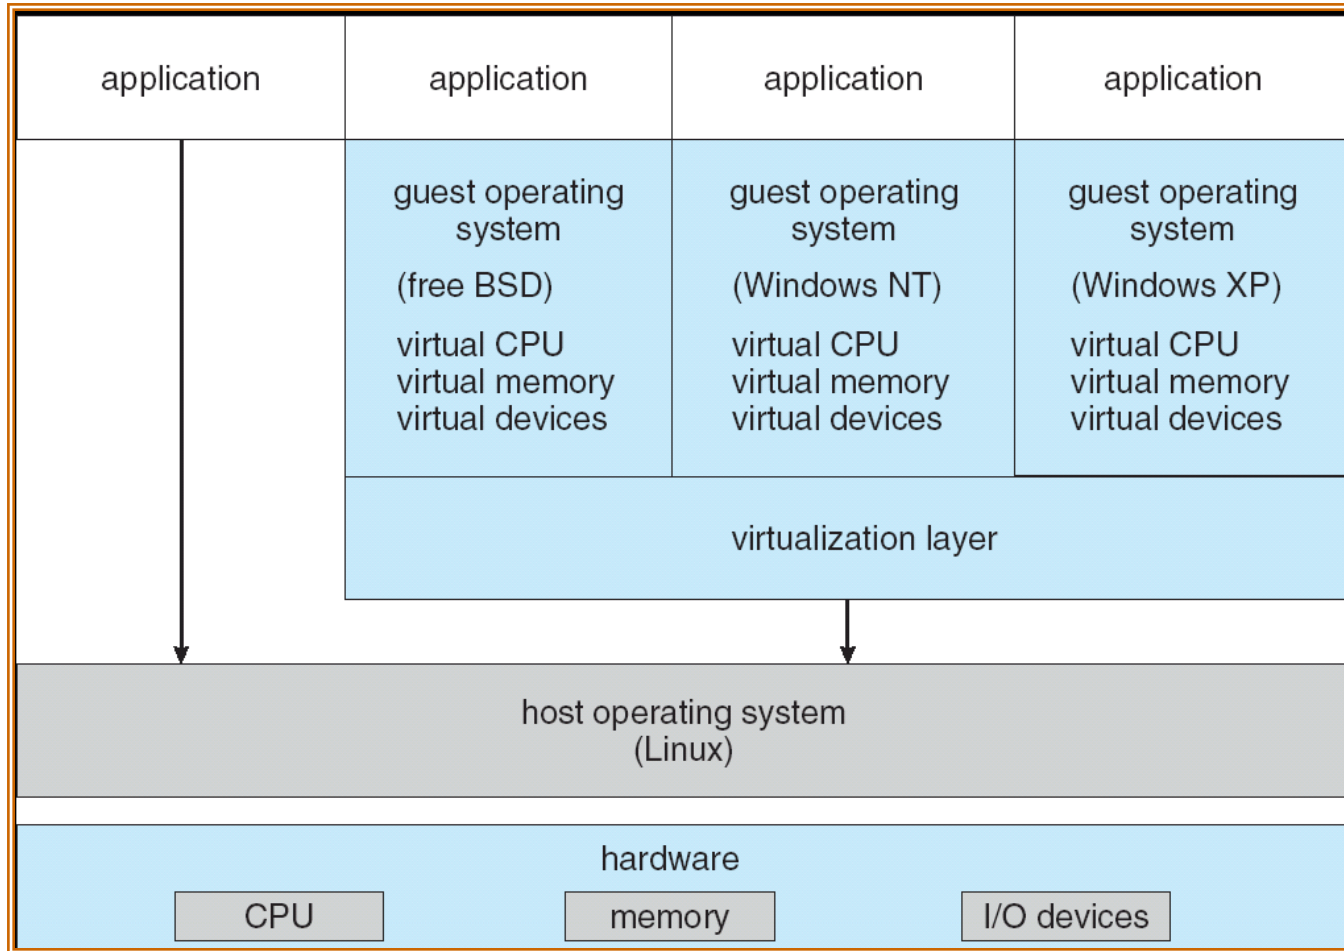 application
application
application
application
guest operating
system
(free BSD)
virtual CPU
virtual memory
virtual devices
guest operating
system
(Windows NT)
virtual CPU
virtual memory
virtual devices
guest operating
system
(Windows XP)
virtual CPU
virtual memory
virtual devices
virtualization layer
host operating system
(Linux)
hardware
CPU
memory
I/O devices